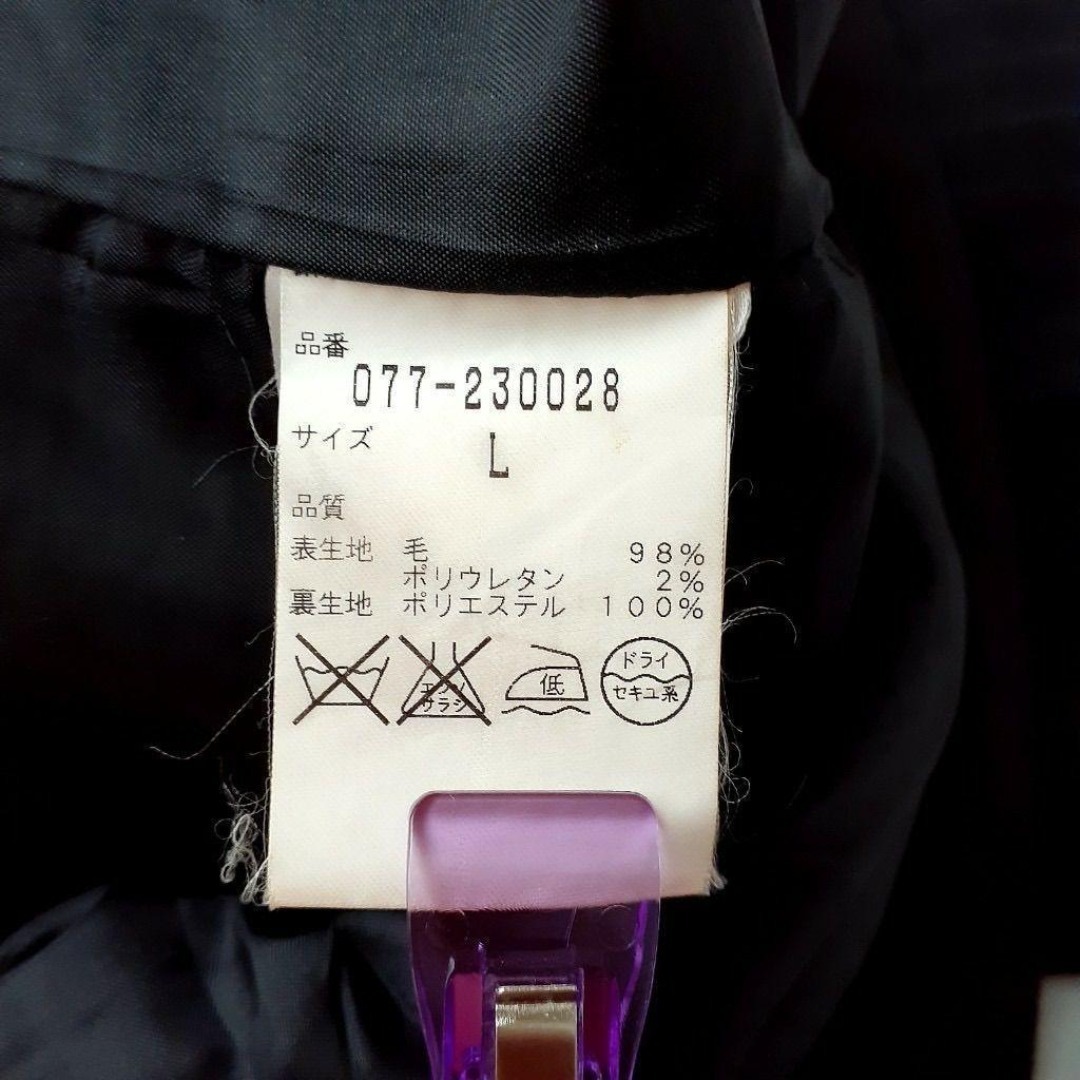 品番
077-230028
サイズ
L
品質
表生地 毛 98%
ポリウレタン 2%
裏生地 ポリエステル 100%
エンソ サラシ 低 ドライ セキユ系